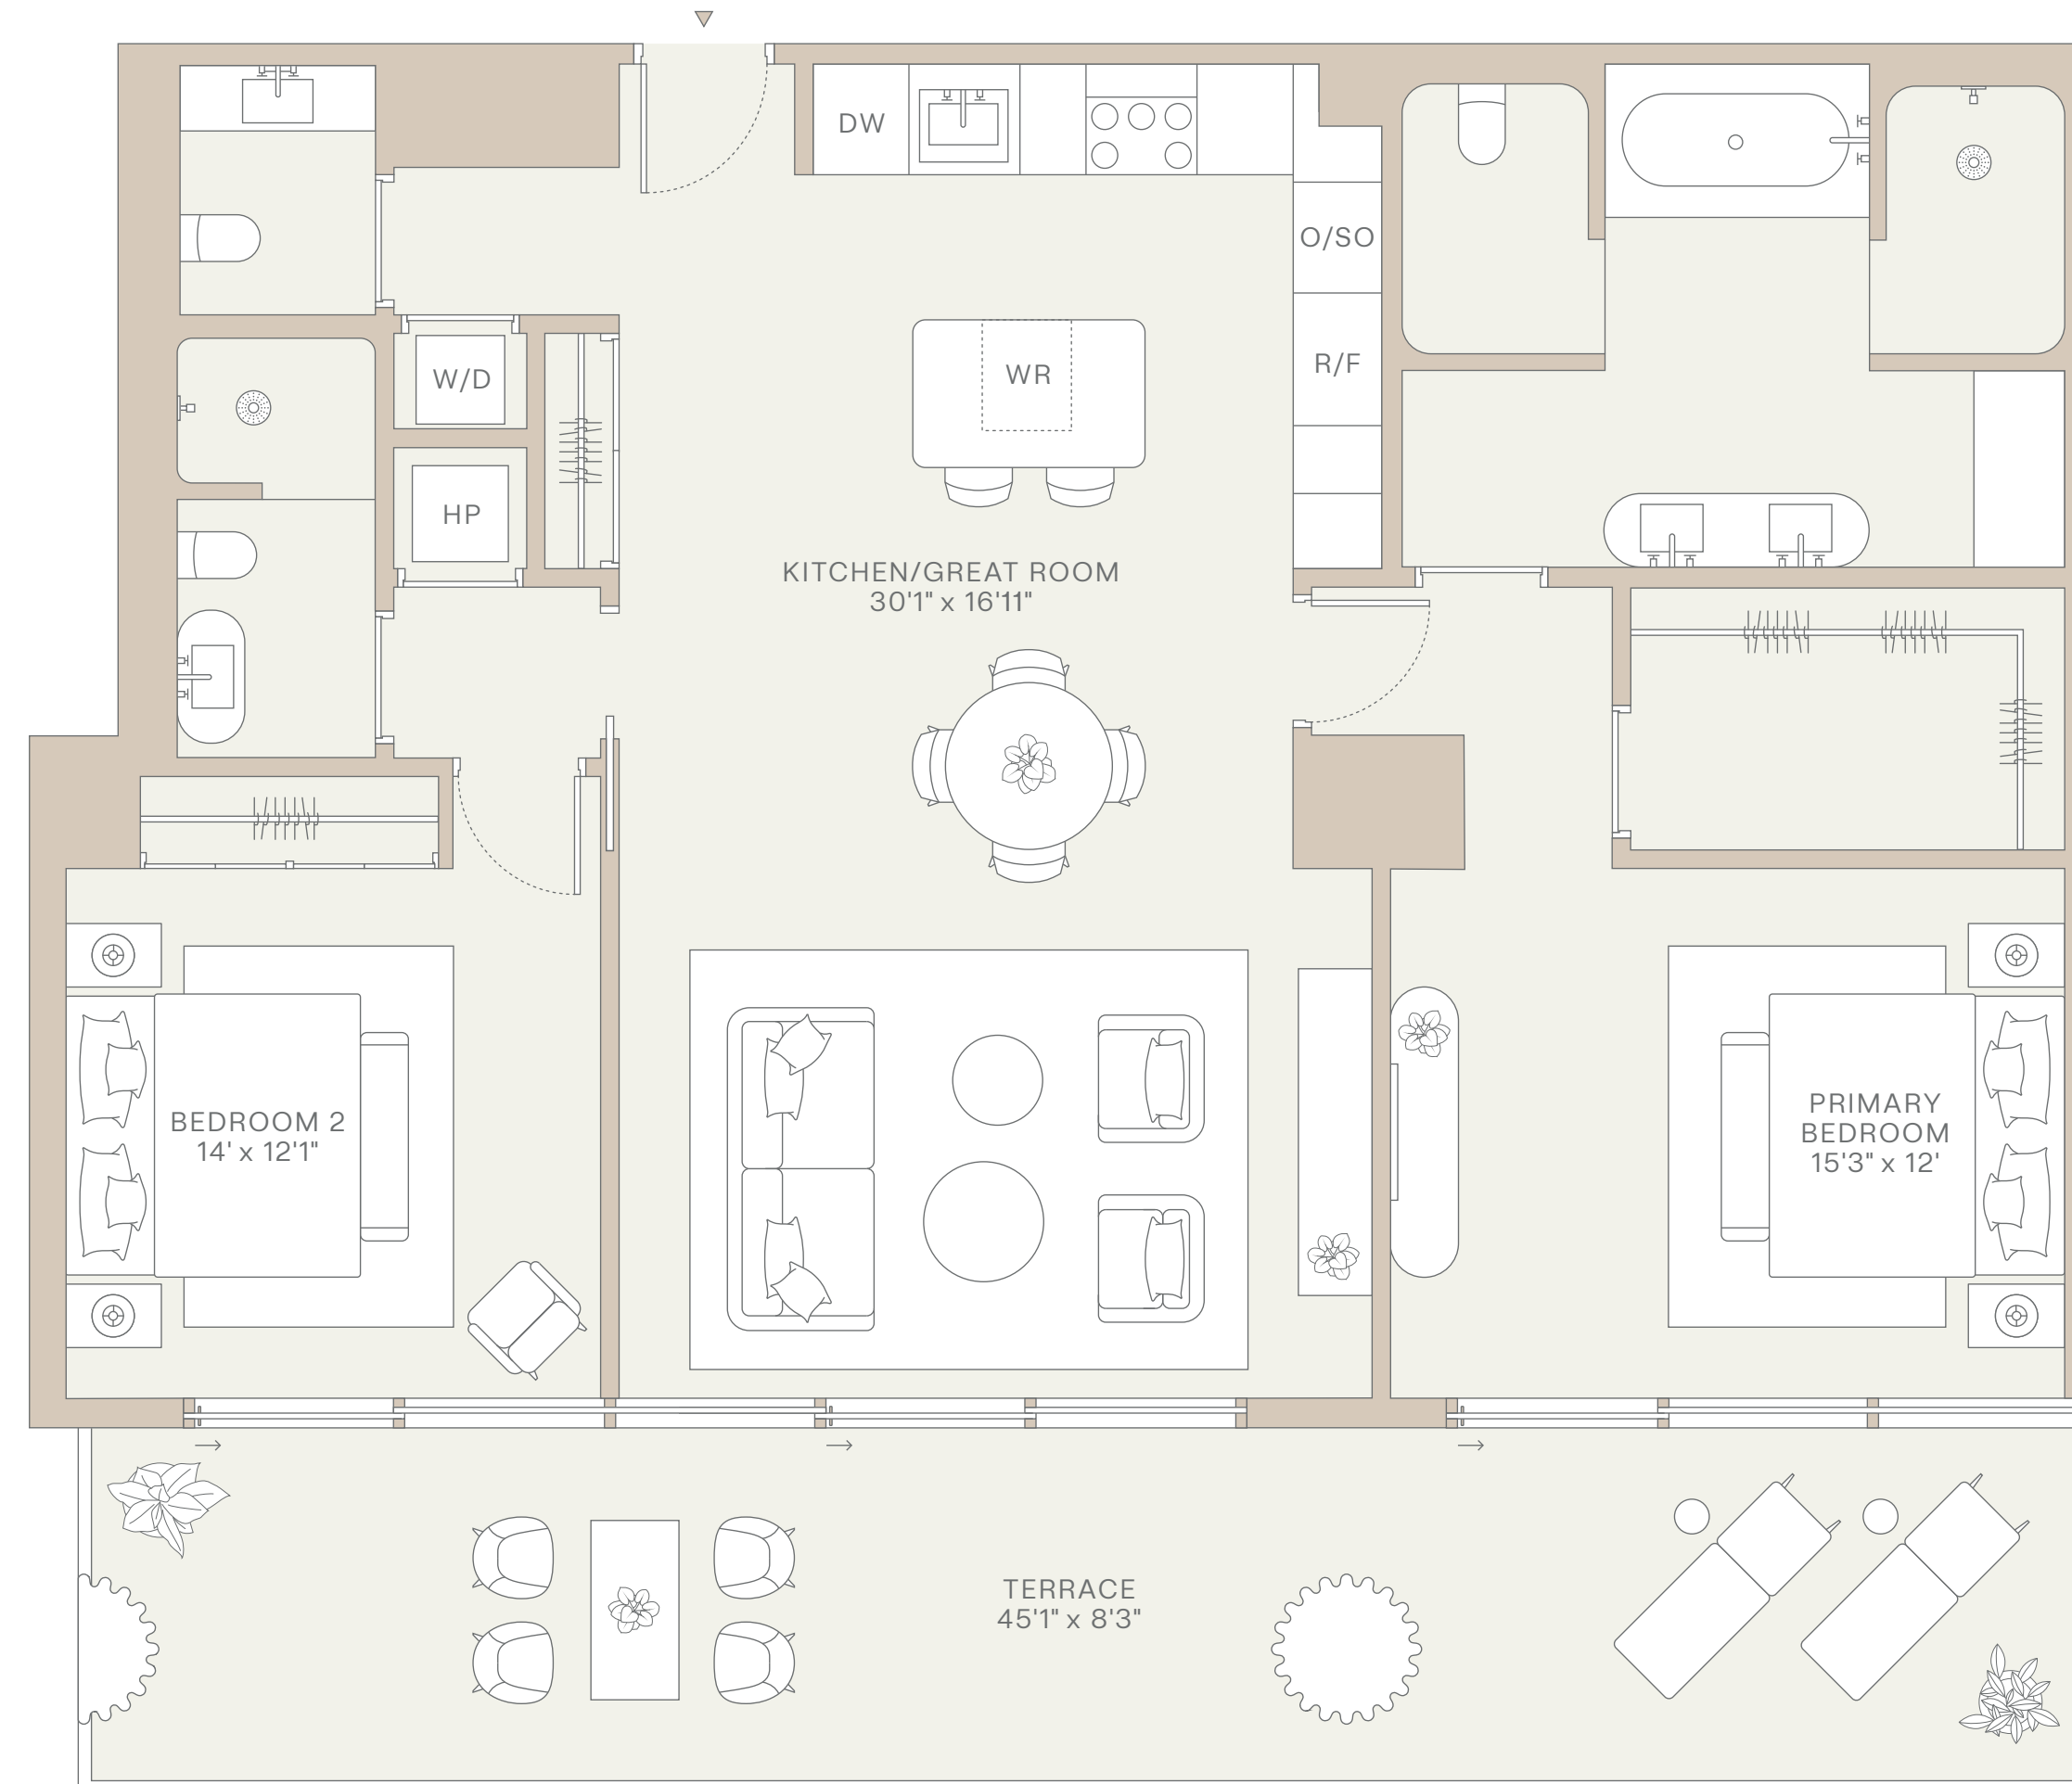 DW
O/SO
W/D
WR
R/F
HP
KITCHEN/GREAT ROOM
30'1" x 16'11"
BEDROOM 2
14' x 12'1"
PRIMARY
BEDROOM
15'3" x 12'
TERRACE
45'1" x 8'3"